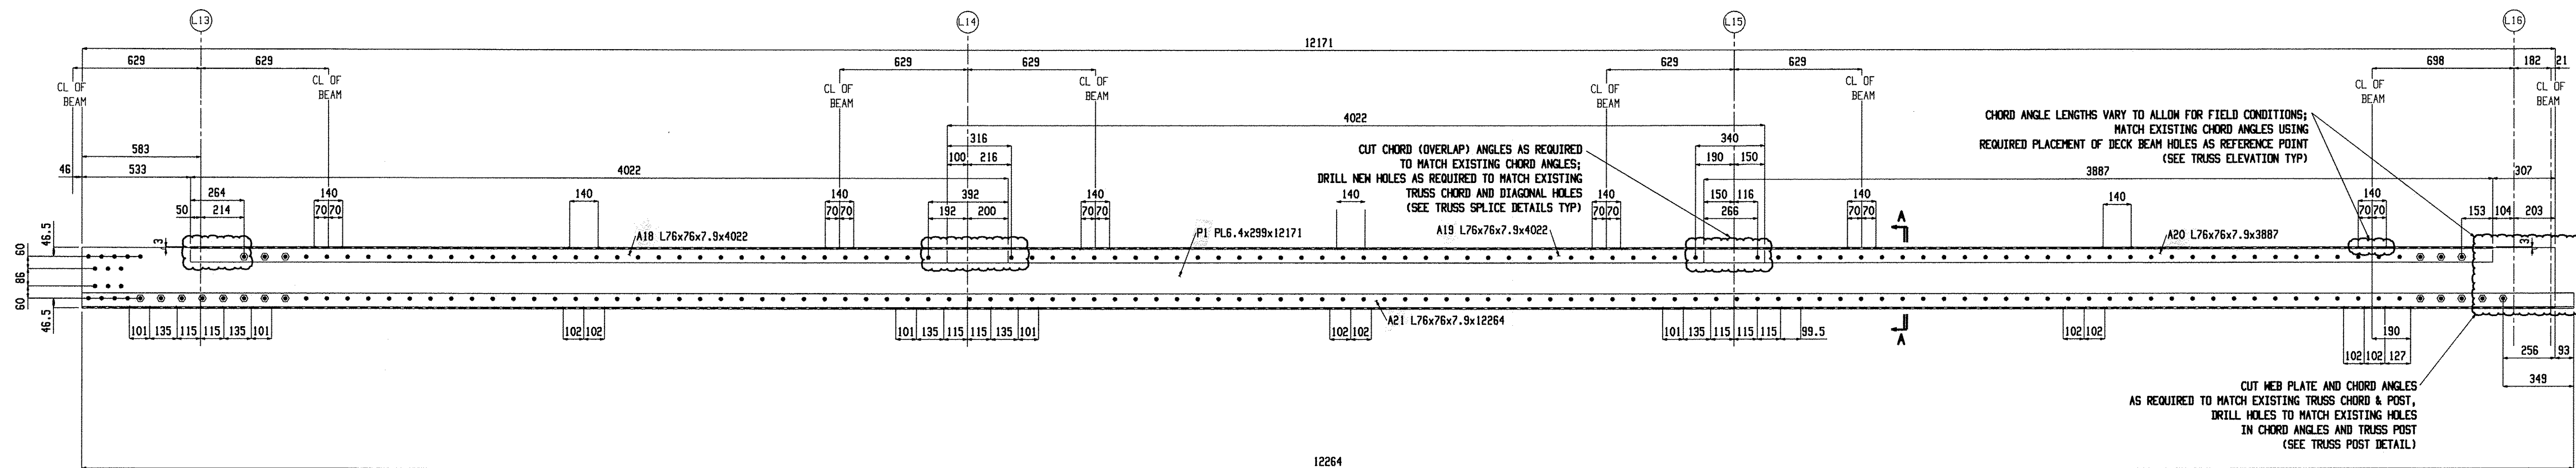 L13
L14
L15
L16
12171
629 629 629 629 629 629 698 182 21
CL OF
BEAM
CL OF
BEAM
CL OF
BEAM
CL OF
BEAM
CL OF
BEAM
CL OF
BEAM
CL OF
BEAM
CL OF
BEAM
CHORD ANGLE LENGTHS VARY TO ALLOW FOR FIELD CONDITIONS;
MATCH EXISTING CHORD ANGLES USING
REQUIRED PLACEMENT OF DECK BEAM HOLES AS REFERENCE POINT
(SEE TRUSS ELEVATION TYP)
4022
316
340
100 216
190 150
CUT CHORD (OVERLAP) ANGLES AS REQUIRED
TO MATCH EXISTING CHORD ANGLES;
DRILL NEW HOLES AS REQUIRED TO MATCH EXISTING
TRUSS CHORD AND DIAGONAL HOLES
(SEE TRUSS SPLICE DETAILS TYP)
583
46 533
4022
3887
307
264
140
140
140
392
140
140
140
150 116
140
140
140
50 214
70 70
70 70
192 200
70 70
70 70
266
70 70
70 70
153 104 203
A
46.5
60
86
60
46.5
3
3
A18 L76x76x7.9x4022
P1 PL6.4x299x12171
A19 L76x76x7.9x4022
A20 L76x76x7.9x3887
A21 L76x76x7.9x12264
101 135 115 115 135 101
102 102
101 135 115 115 135 101
102 102
101 135 115 115 115 99.5
A
102 102
190
102 102 127
256 93
349
CUT WEB PLATE AND CHORD ANGLES
AS REQUIRED TO MATCH EXISTING TRUSS CHORD & POST,
DRILL HOLES TO MATCH EXISTING HOLES
IN CHORD ANGLES AND TRUSS POST
(SEE TRUSS POST DETAIL)
12264